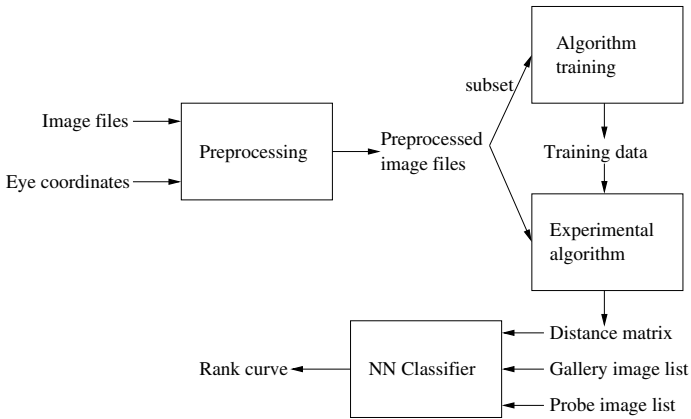 Algorithm
training
subset
Image files
Preprocessing
Preprocessed
image files
Training data
Eye coordinates
Experimental
algorithm
Distance matrix
Rank curve
NN Classifier
Gallery image list
Probe image list